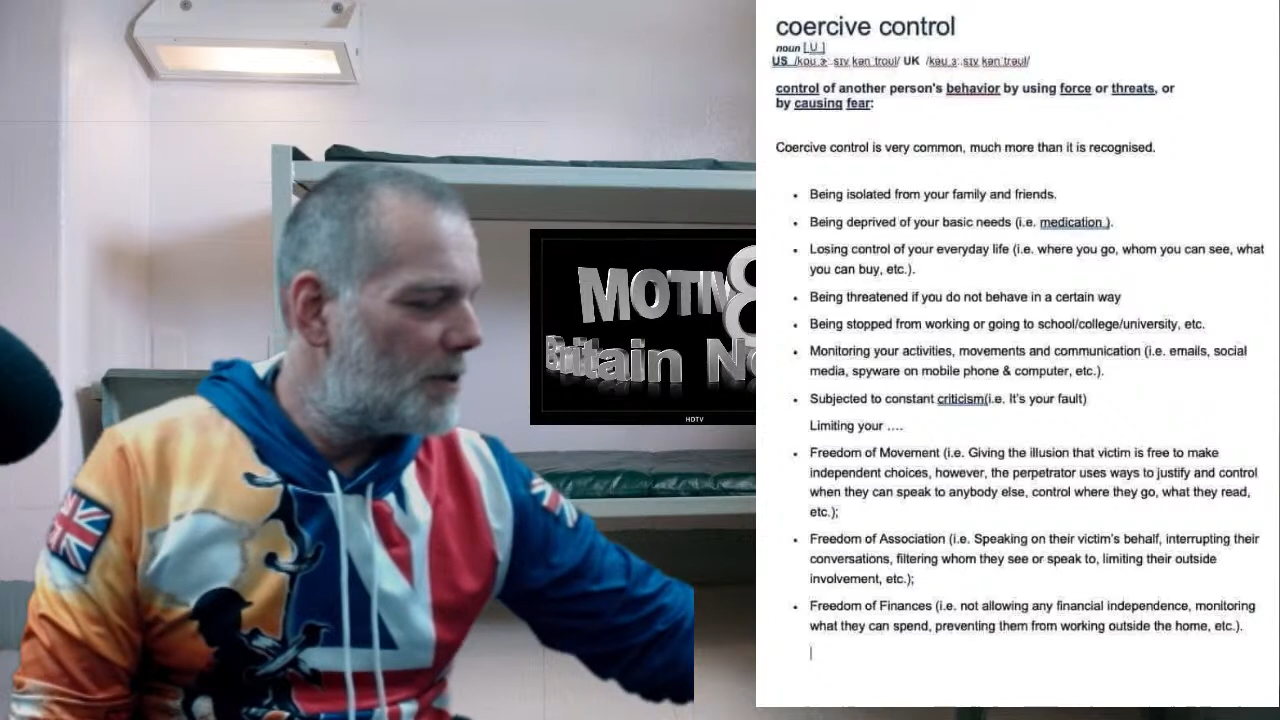 coercive control
noun [ U ]
US /koʊˌɝː.sɪv kənˈtroʊl/ UK /kəʊˌɜː.sɪv kənˈtrəʊl/
control of another person's behavior by using force or threats, or
by causing fear:
Coercive control is very common, much more than it is recognised.
• Being isolated from your family and friends.
• Being deprived of your basic needs (i.e. medication ).
• Losing control of your everyday life (i.e. where you go, whom you can see, what
you can buy, etc.).
• Being threatened if you do not behave in a certain way
• Being stopped from working or going to school/college/university, etc.
• Monitoring your activities, movements and communication (i.e. emails, social
media, spyware on mobile phone & computer, etc.).
• Subjected to constant criticism(i.e. It's your fault)
Limiting your ….
• Freedom of Movement (i.e. Giving the illusion that victim is free to make
independent choices, however, the perpetrator uses ways to justify and control
when they can speak to anybody else, control where they go, what they read,
etc.);
• Freedom of Association (i.e. Speaking on their victim's behalf, interrupting their
conversations, filtering whom they see or speak to, limiting their outside
involvement, etc.);
• Freedom of Finances (i.e. not allowing any financial independence, monitoring
what they can spend, preventing them from working outside the home, etc.).
MOTIV8
Britain No
HDTV